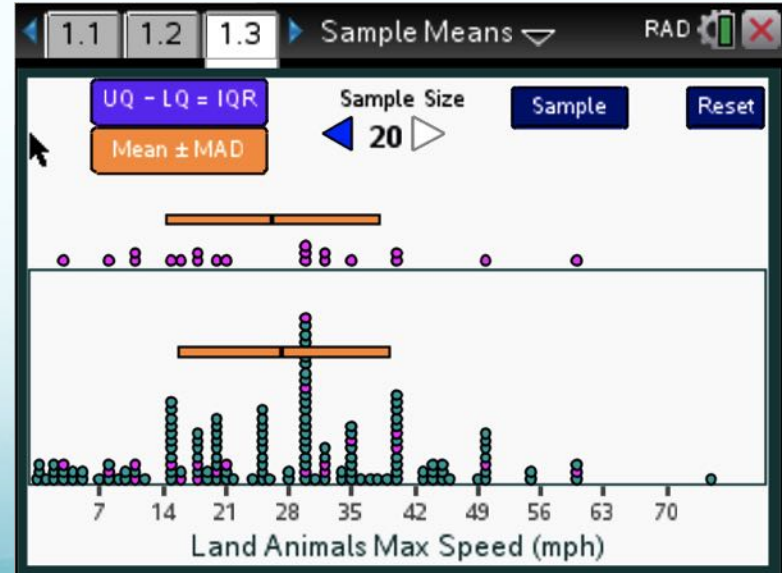 1.1 1.2 1.3 Sample Means RAD
UQ - LQ = IQR
Mean ± MAD
Sample Size
20
Sample
Reset
7 14 21 28 35 42 49 56 63 70
Land Animals Max Speed (mph)